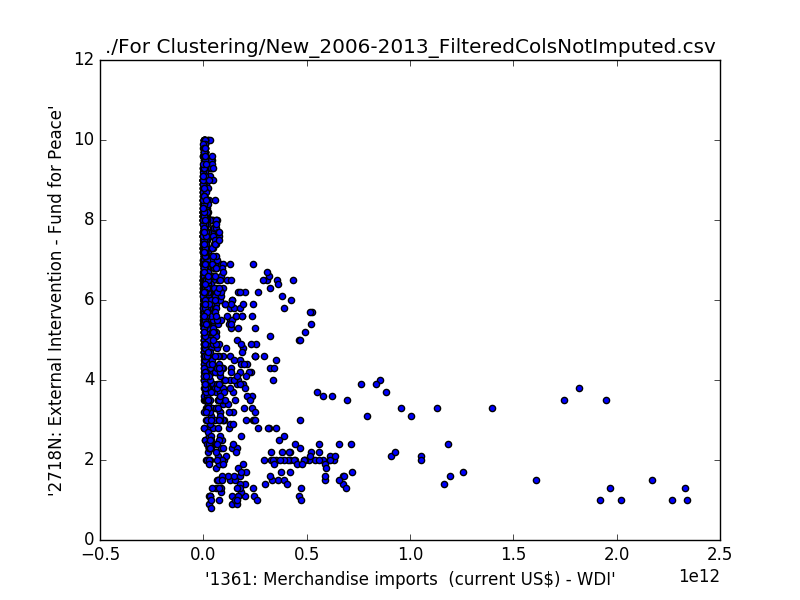 ./For Clustering/New_2006-2013_FilteredColsNotImputed.csv
12
10
8
6
4
2
0
'2718N: External Intervention - Fund for Peace'
−0.5 0.0 0.5 1.0 1.5 2.0 2.5
1e12
'1361: Merchandise imports  (current US$) - WDI'